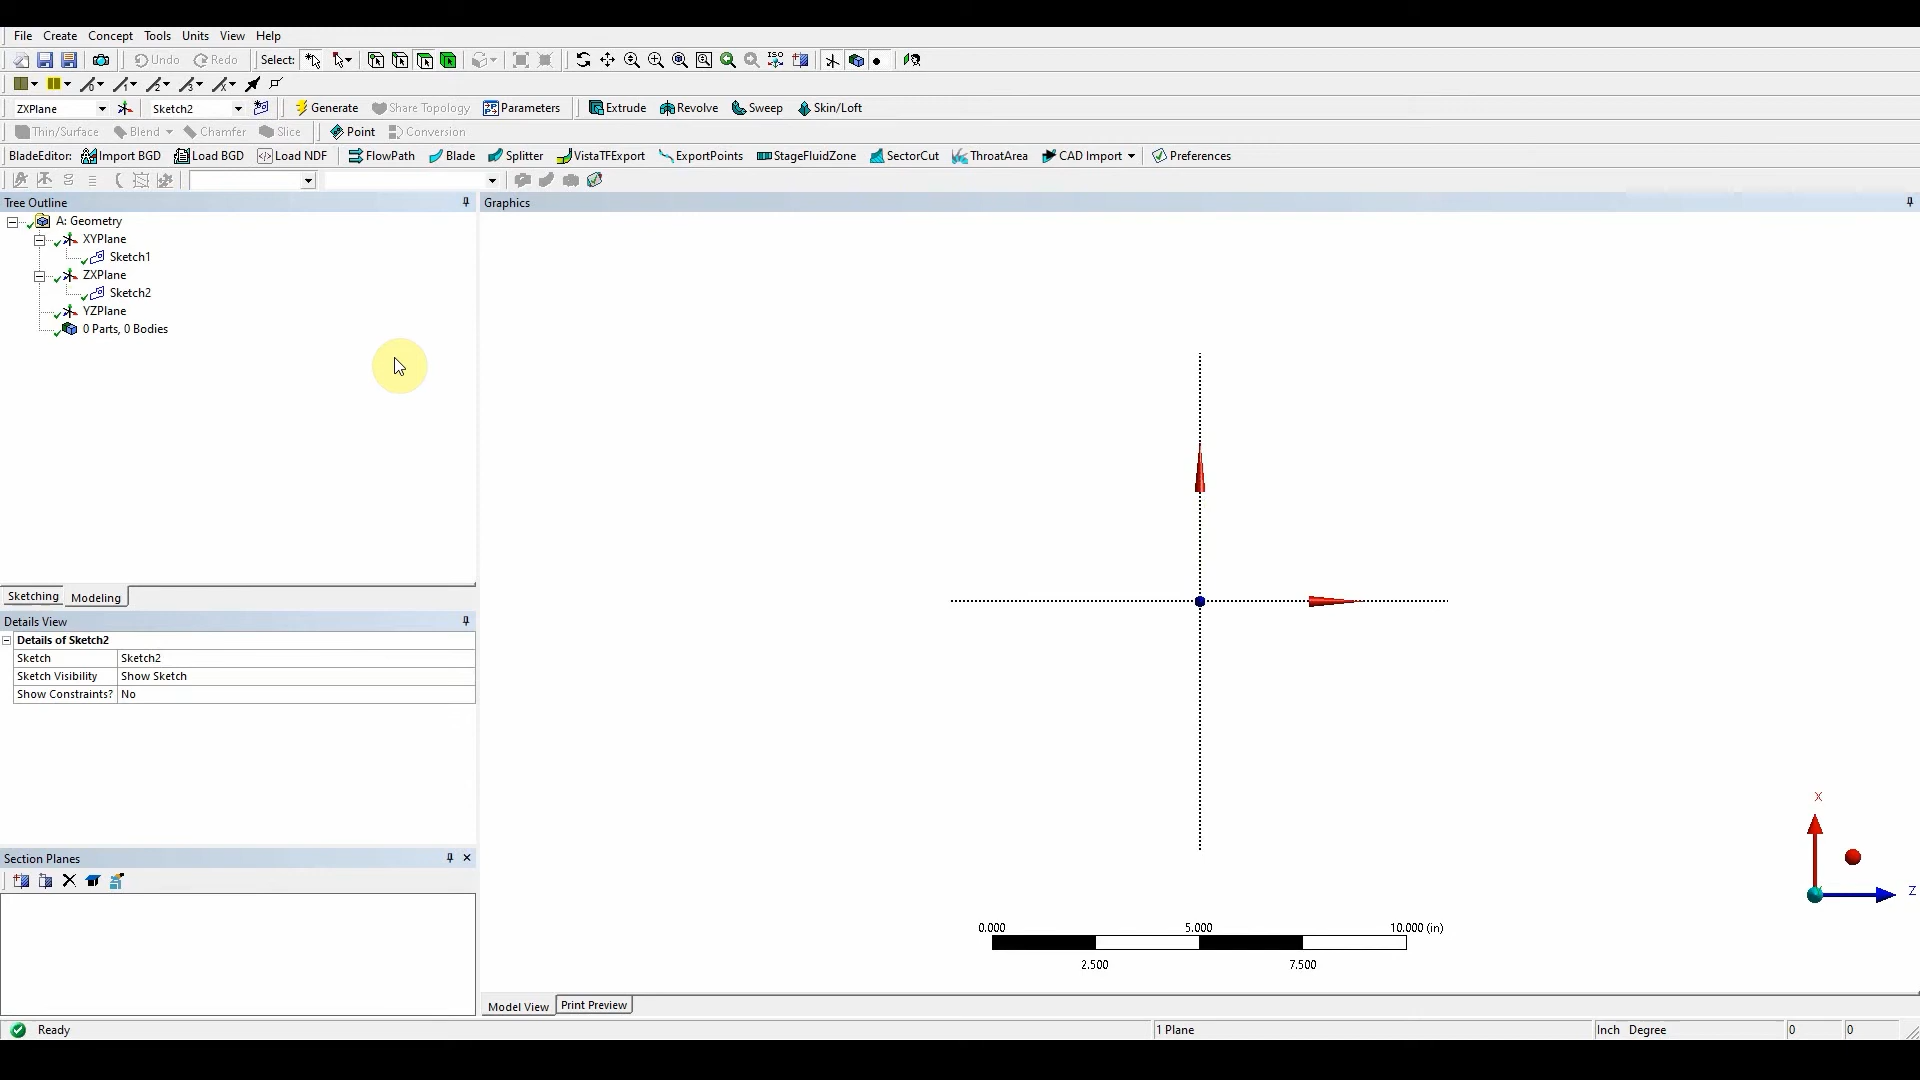 File Create Concept Tools Units View Help
Undo Redo Select: ISO
ZXPlane Sketch2 Generate Share Topology Parameters Extrude Revolve Sweep Skin/Loft
Thin/Surface Blend Chamfer Slice Point Conversion
BladeEditor: Import BGD Load BGD Load NDF FlowPath Blade Splitter VistaTFExport ExportPoints StageFluidZone SectorCut ThroatArea CAD Import Preferences
Tree Outline
Graphics
A: Geometry
XYPlane
Sketch1
ZXPlane
Sketch2
YZPlane
0 Parts, 0 Bodies
Sketching Modeling
Details View
Details of Sketch2
Sketch Sketch2
Sketch Visibility Show Sketch
Show Constraints? No
Section Planes
X
Z
0.000 5.000 10.000 (in)
2.500 7.500
Model View Print Preview
Ready 1 Plane Inch Degree 0 0